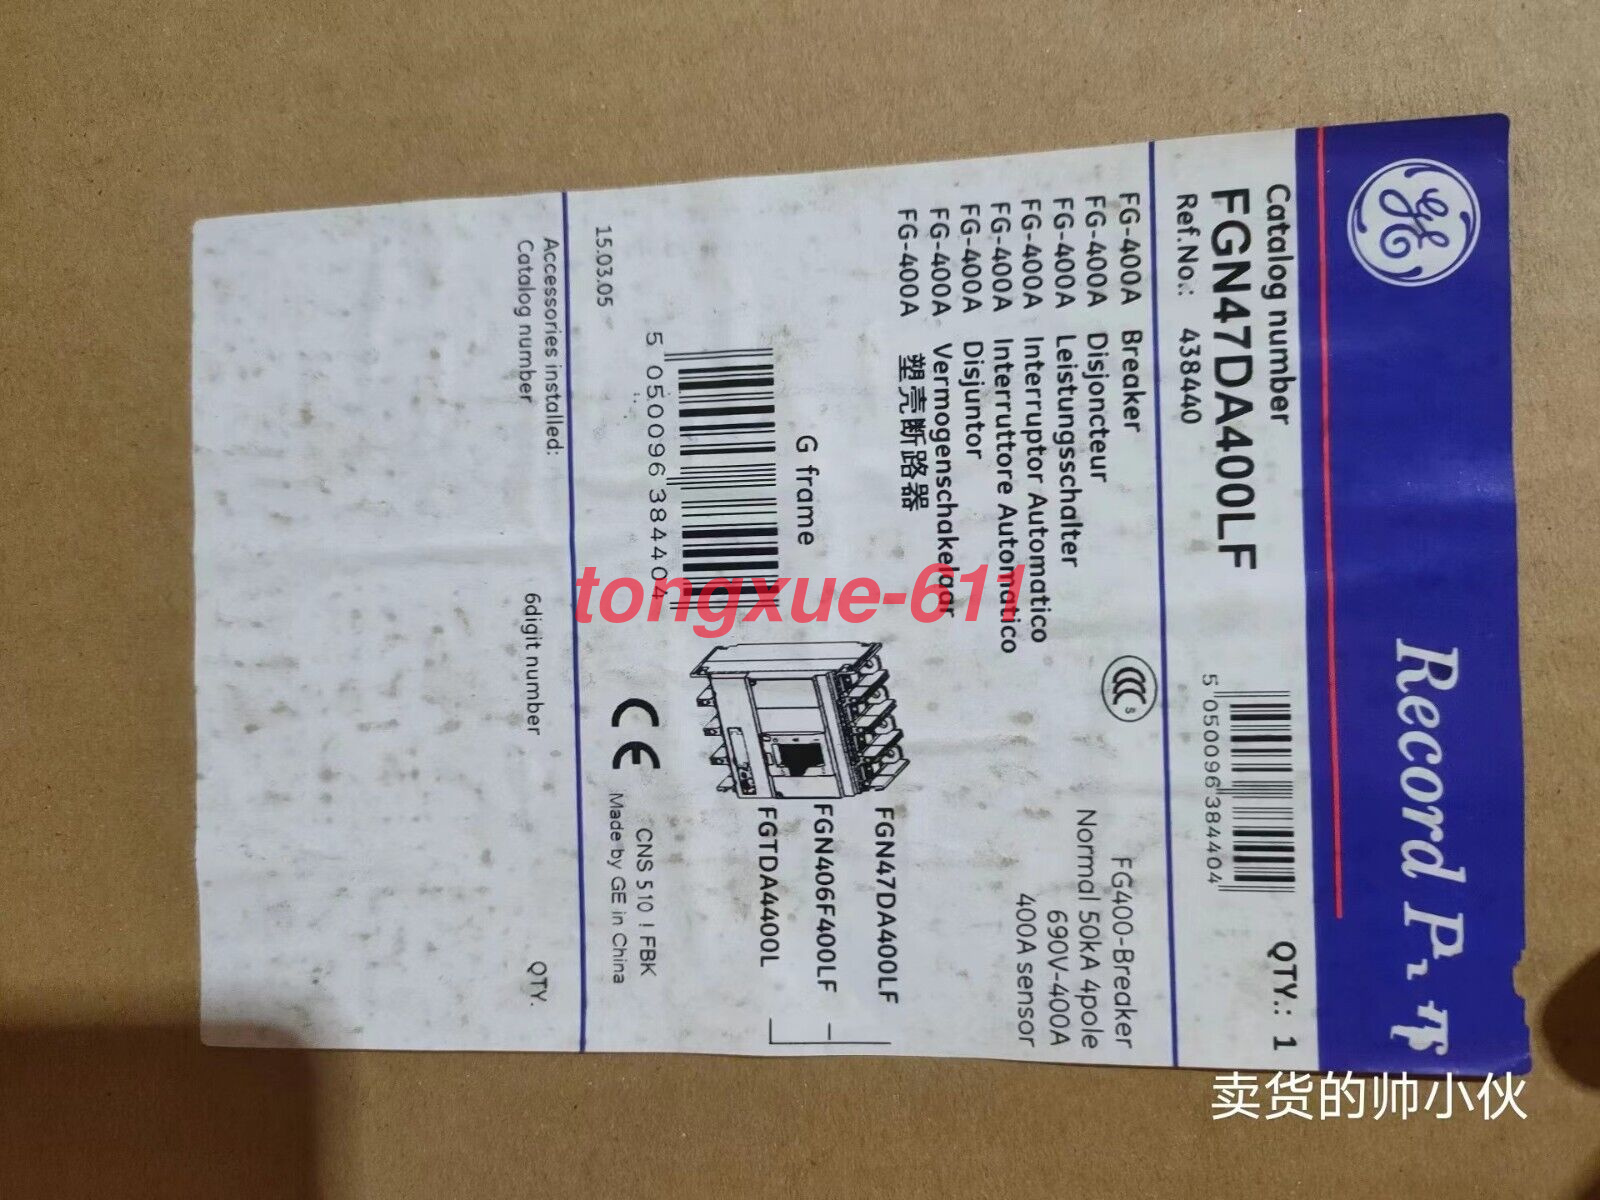 GE
Record P
Catalog number
FGN47DA400LF
Ref.No.: 438440
5 050096 384404
QTY.: 1
FG-400A Breaker
FG-400A Disjoncteur
FG-400A Leistungsschalter
FG-400A Interruptor Automatico
FG-400A Interruttore Automatico
FG-400A Disjuntor
FG-400A Vermogenschakelaar
FG-400A 塑壳断路器
CCC S
FG400-Breaker
Normal 50kA 4pole
690V-400A
400A sensor
G frame
5 050096 384404
FGN47DA400LF
FGN406F400LF
FGTDA4400L
15.03.05
CE
CNS 510 ! FBK
Made by GE in China
Accessories installed:
Catalog number
6digit number
QTY.
tongxue-611
卖货的帅小伙